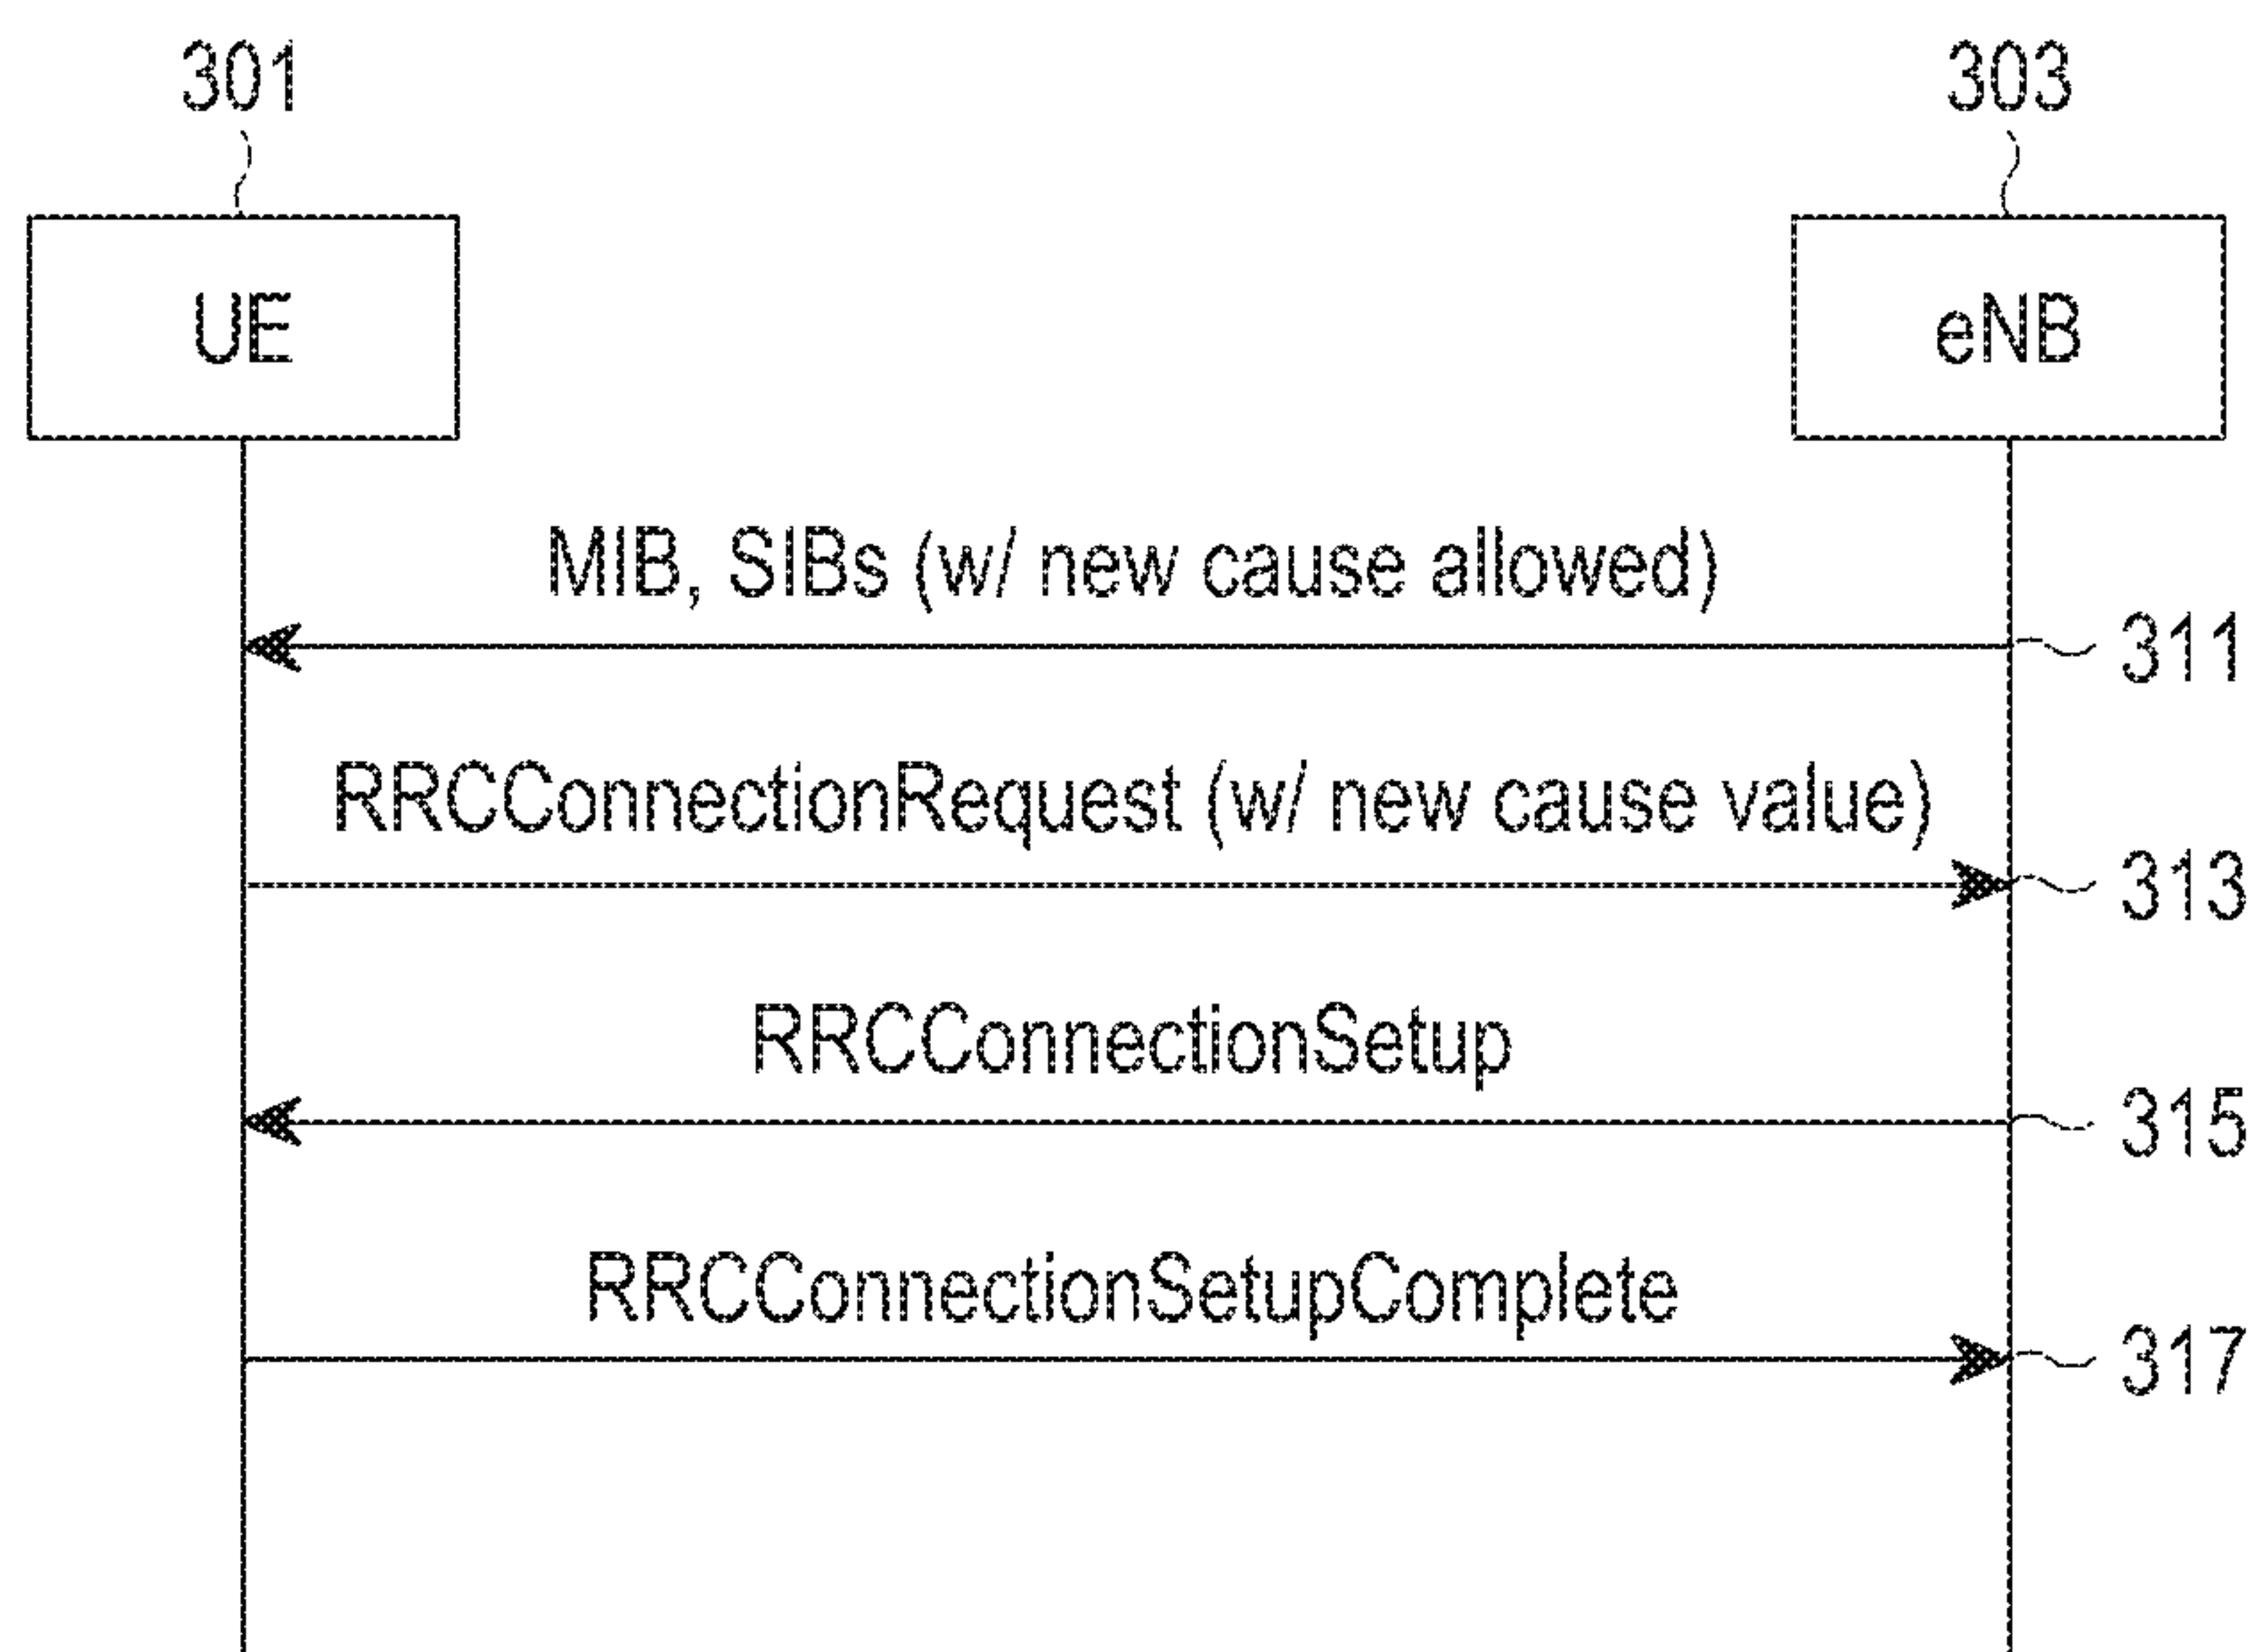 301
303
UE
eNB
MIB, SIBs (w/ new cause allowed)
311
RRCConnectionRequest (w/ new cause value)
313
RRCConnectionSetup
315
RRCConnectionSetupComplete
317